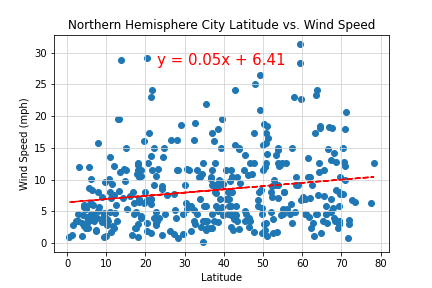 Northern Hemisphere City Latitude vs. Wind Speed
y = 0.05x + 6.41
Wind Speed (mph)
30
25
20
15
10
5
0
0 10 20 30 40 50 60 70 80
Latitude